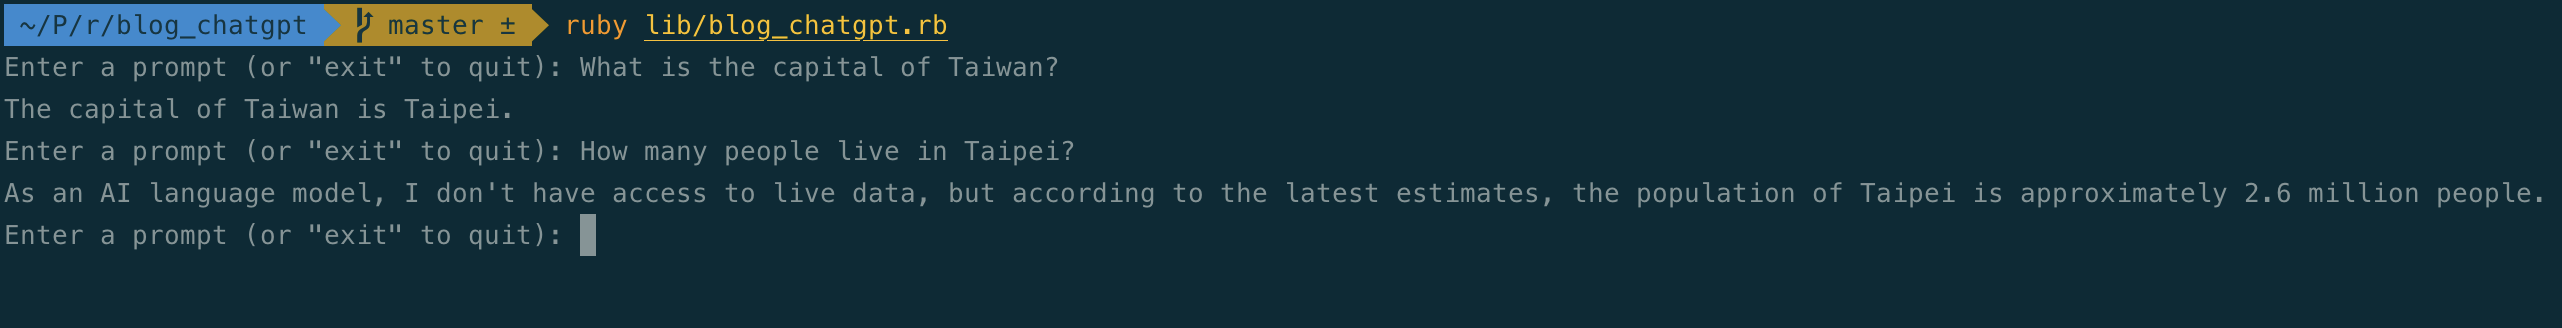 ~/P/r/blog_chatgpt master ± ruby lib/blog_chatgpt.rb
Enter a prompt (or "exit" to quit): What is the capital of Taiwan?
The capital of Taiwan is Taipei.
Enter a prompt (or "exit" to quit): How many people live in Taipei?
As an AI language model, I don't have access to live data, but according to the latest estimates, the population of Taipei is approximately 2.6 million people.
Enter a prompt (or "exit" to quit):